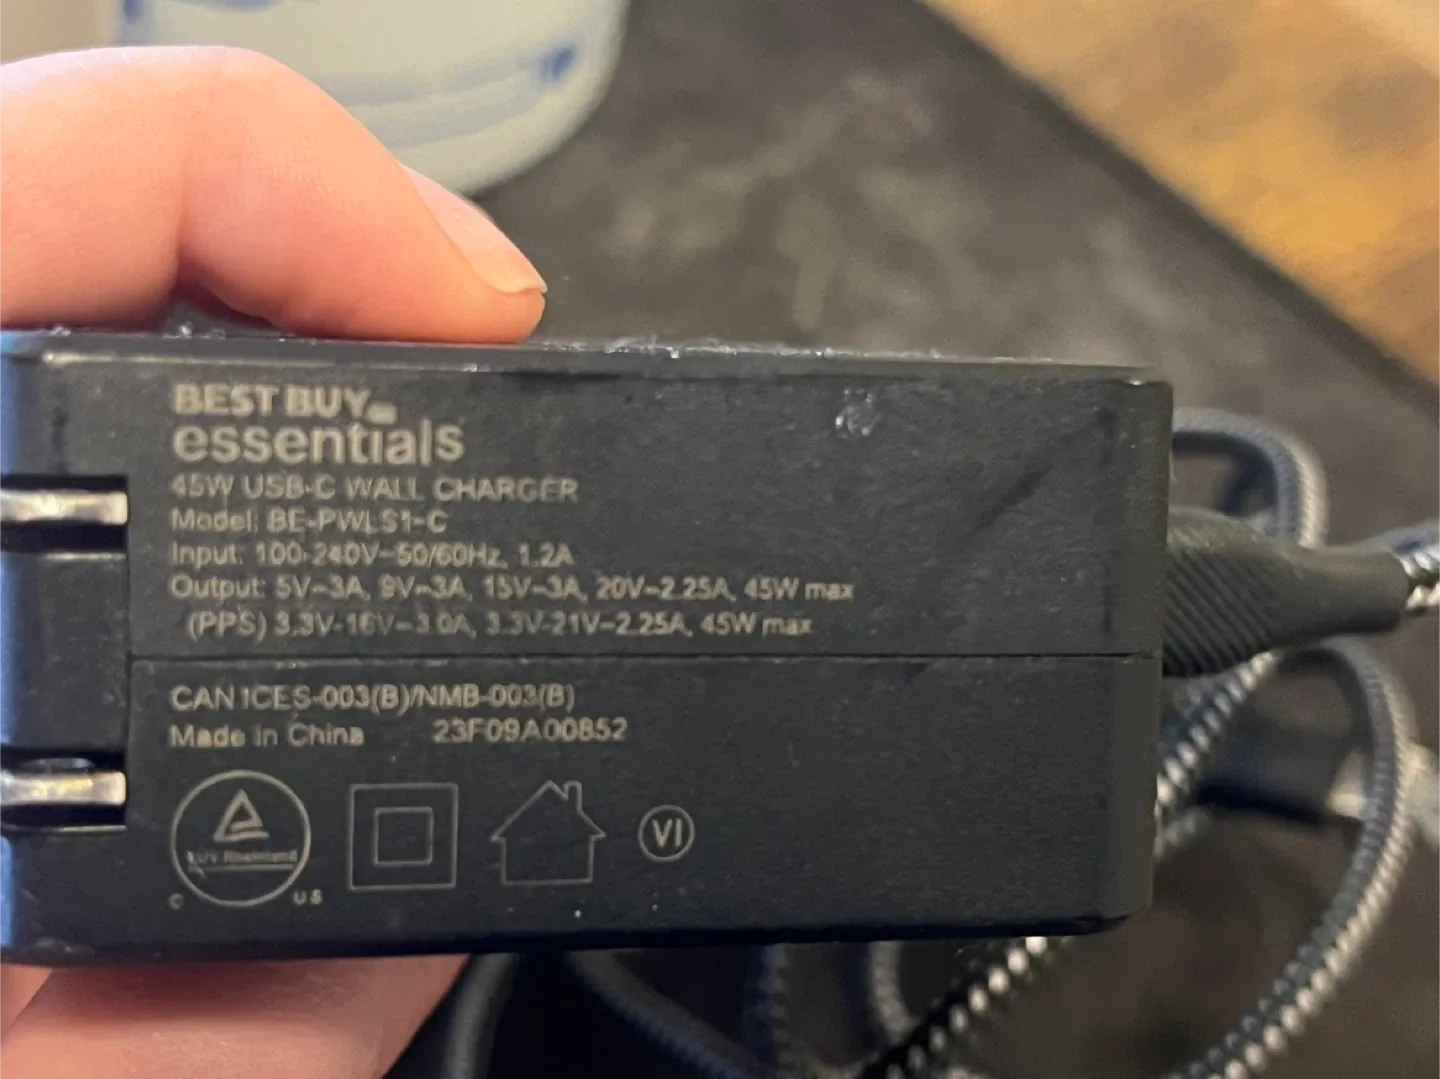 BEST BUY
essentials
45W USB-C WALL CHARGER
Model: BE-PWLS1-C
Input: 100-240V~50/60Hz, 1.2A
Output: 5V⎓3A, 9V⎓3A, 15V⎓3A, 20V⎓2.25A, 45W max
(PPS) 3.3V-16V⎓3.0A, 3.3V-21V⎓2.25A, 45W max
CAN ICES-003(B)/NMB-003(B)
Made in China 23F09A00852
TUV Rheinland
C US
VI